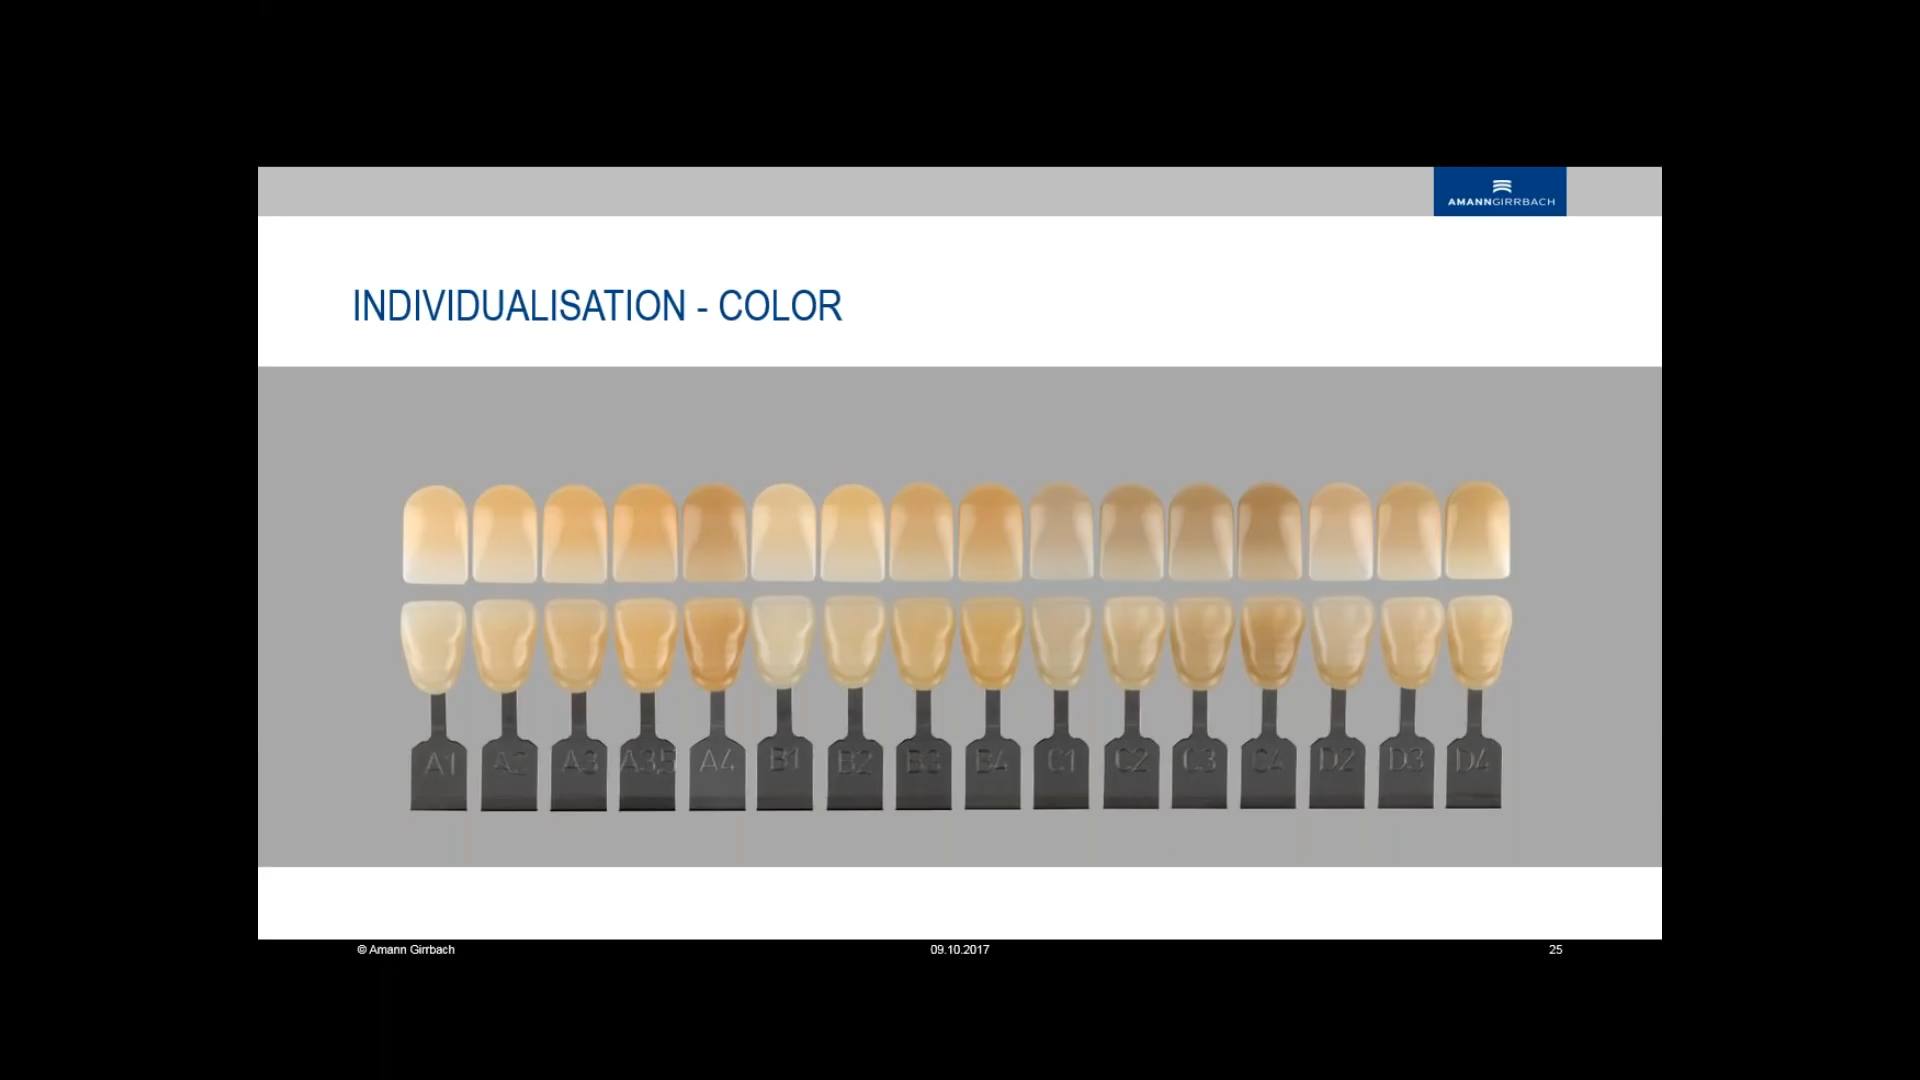 AMANNGIRRBACH
INDIVIDUALISATION - COLOR
A1 A2 A3 A3,5 A4 B1 B2 B3 B4 C1 C2 C3 C4 D2 D3 D4
© Amann Girrbach 09.10.2017 25